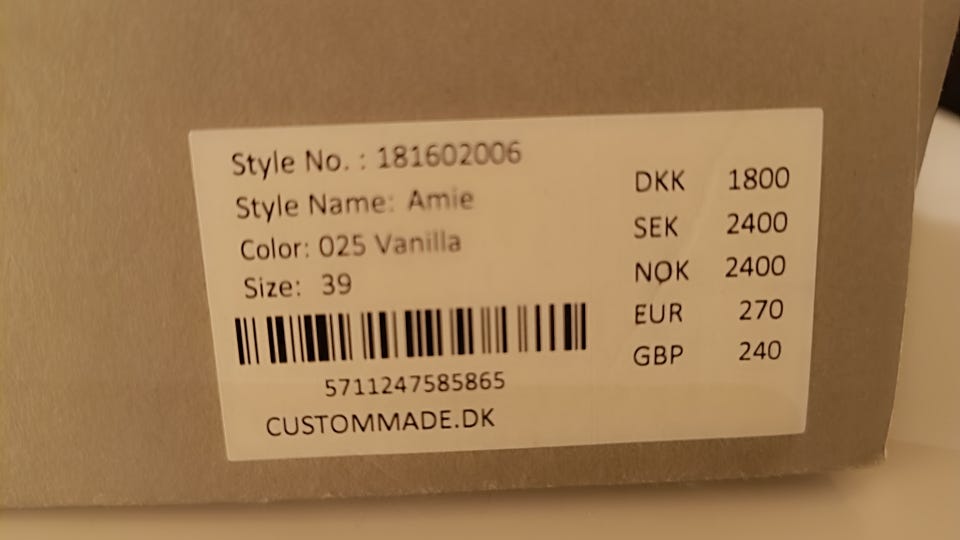 Style No. : 181602006
Style Name: Amie
Color: 025 Vanilla
Size: 39
5711247585865
CUSTOMMADE.DK
DKK 1800
SEK 2400
NOK 2400
EUR 270
GBP 240